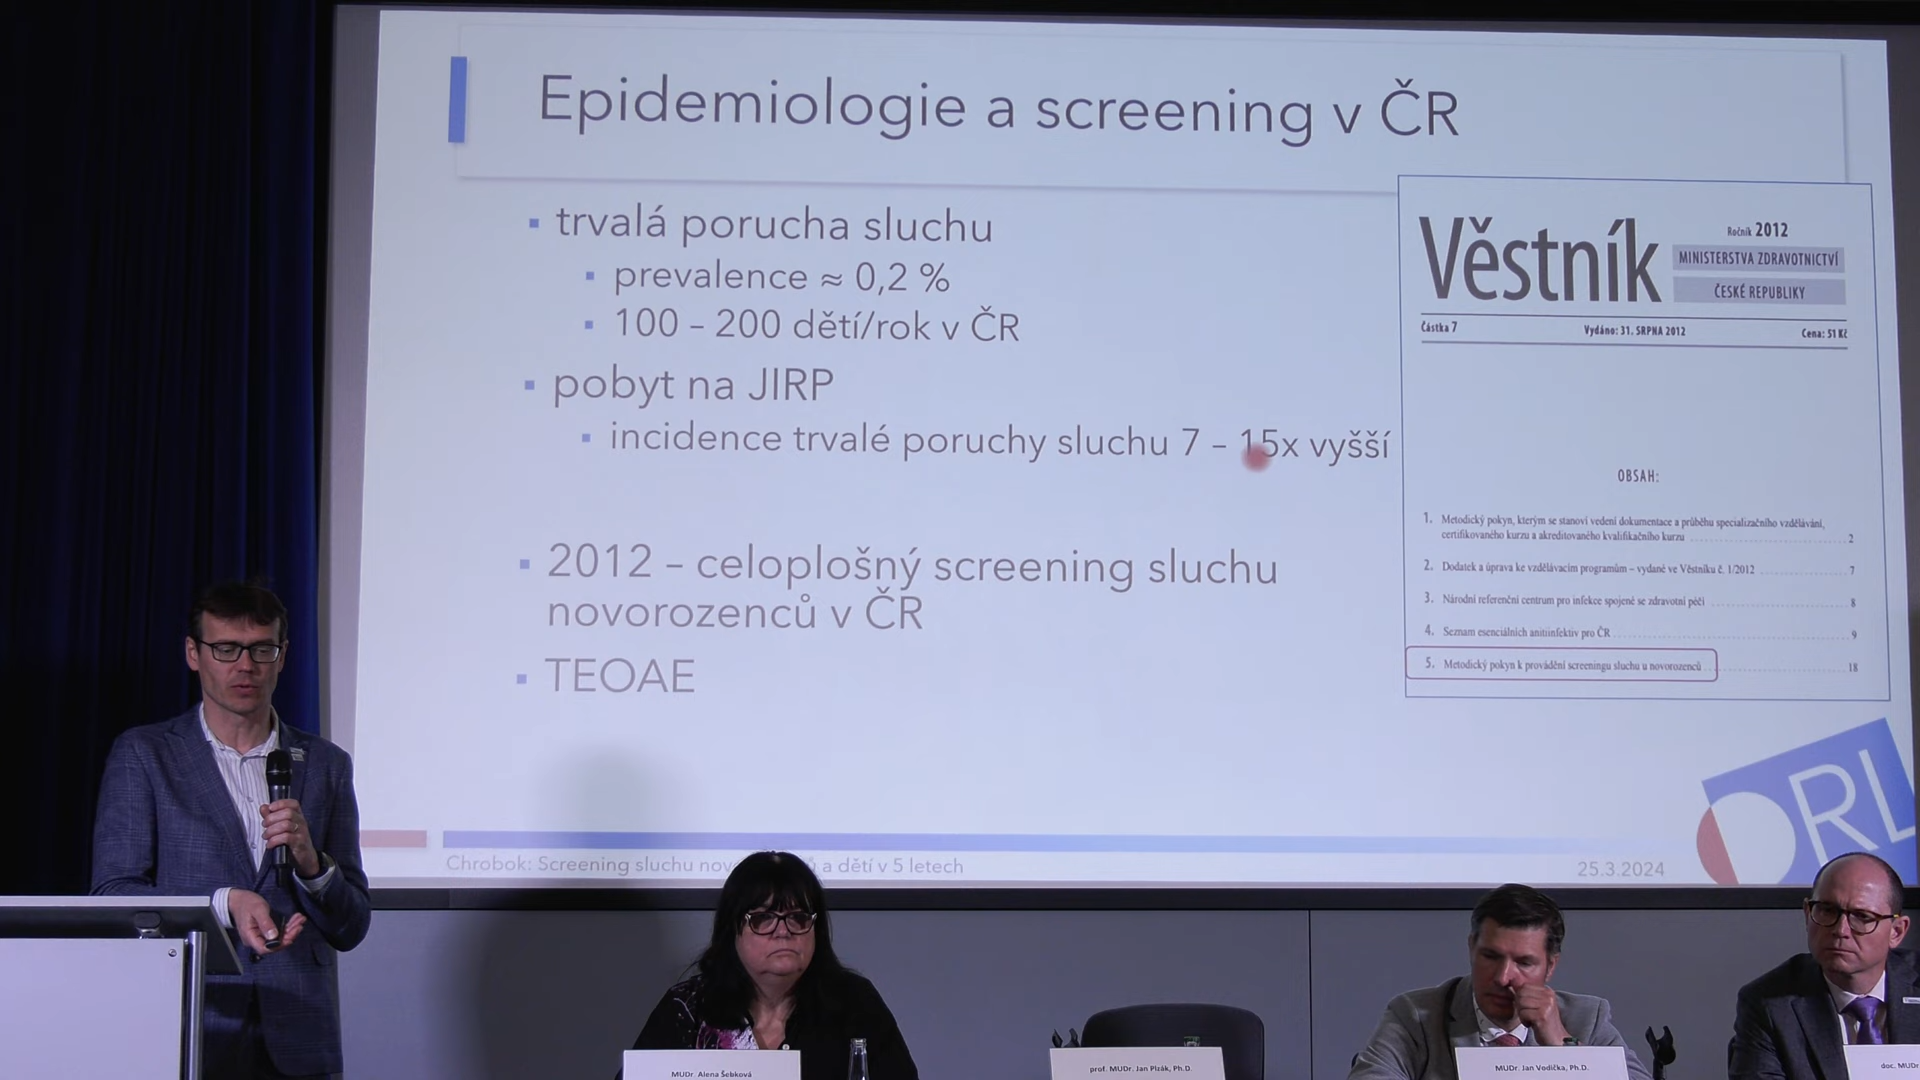 Epidemiologie a screening v ČR
▪ trvalá porucha sluchu
▪ prevalence ≈ 0,2 %
▪ 100 – 200 dětí/rok v ČR
▪ pobyt na JIRP
▪ incidence trvalé poruchy sluchu 7 – 15x vyšší
▪ 2012 – celoplošný screening sluchu
novorozenců v ČR
▪ TEOAE
Věstník
Ročník 2012
MINISTERSTVA ZDRAVOTNICTVÍ
ČESKÉ REPUBLIKY
Částka 7 Vydáno: 31. SRPNA 2012 Cena: 51 Kč
OBSAH:
1. Metodický pokyn, kterým se stanoví vedení dokumentace a průběhu specializačního vzdělávání,
certifikovaného kurzu a akreditovaného kvalifikačního kurzu 2
2. Dodatek a úprava ke vzdělávacím programům – vydané ve Věstníku č. 1/2012 7
3. Národní referenční centrum pro infekce spojené se zdravotní péčí 8
4. Seznam esenciálních antiinfektiv pro ČR 9
5. Metodický pokyn k provádění screeningu sluchu u novorozenců 18
ORL
Chrobok: Screening sluchu a dětí v 5 letech
25.3.2024
MUDr. Alena Šebková
prof. MUDr. Jan Plzák, Ph.D.
MUDr. Jan Vodička, Ph.D.
doc. MUDr